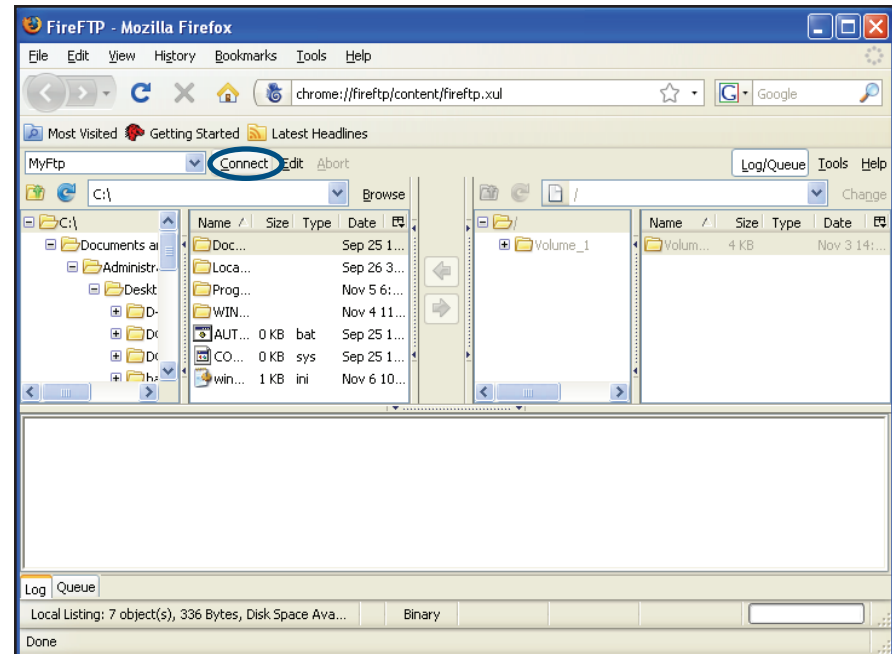 FireFTP - Mozilla Firefox
File Edit View History Bookmarks Tools Help
chrome://fireftp/content/fireftp.xul Google
Most Visited Getting Started Latest Headlines
MyFtp Connect Edit Abort Log/Queue Tools Help
C:\ Browse / Change
C:\ Name Size Type Date / Name Size Type Date
Documents a Doc... Sep 25 1... Volume_1 Volum... 4 KB Nov 3 14:...
Administr Loca... Sep 26 3...
Deskt Prog... Nov 5 6:...
D- WIN... Nov 4 11...
AUT... 0 KB bat Sep 25 1...
CO... 0 KB sys Sep 25 1...
win... 1 KB ini Nov 6 10...
Log Queue
Local Listing: 7 object(s), 336 Bytes, Disk Space Ava... Binary
Done